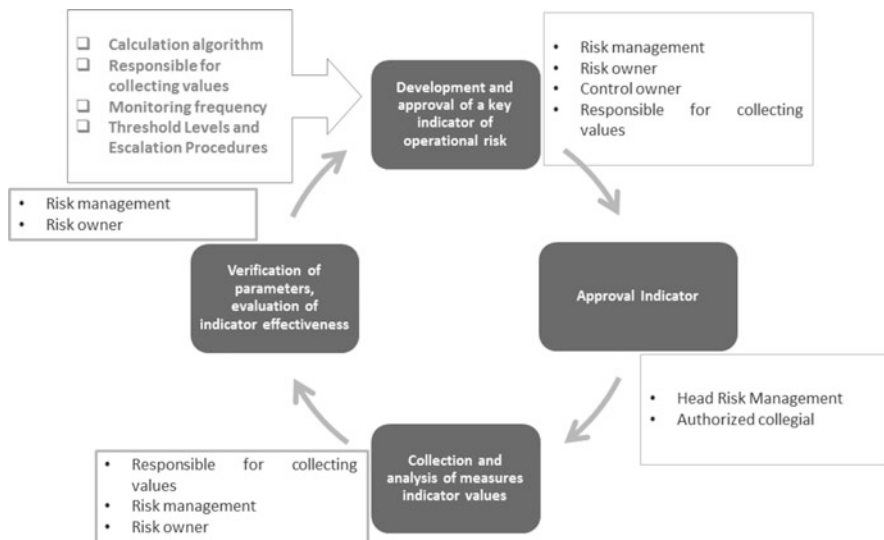 ❑ Calculation algorithm
❑ Responsible for
collecting values
❑ Monitoring frequency
❑ Threshold Levels and
Escalation Procedures
Development and
approval of a key
indicator of
operational risk
• Risk management
• Risk owner
• Control owner
• Responsible for collecting
values
• Risk management
• Risk owner
Verification of
parameters,
evaluation of
indicator effectiveness
Approval Indicator
• Head Risk Management
• Authorized collegial
Collection and
analysis of measures
indicator values
• Responsible for collecting
values
• Risk management
• Risk owner